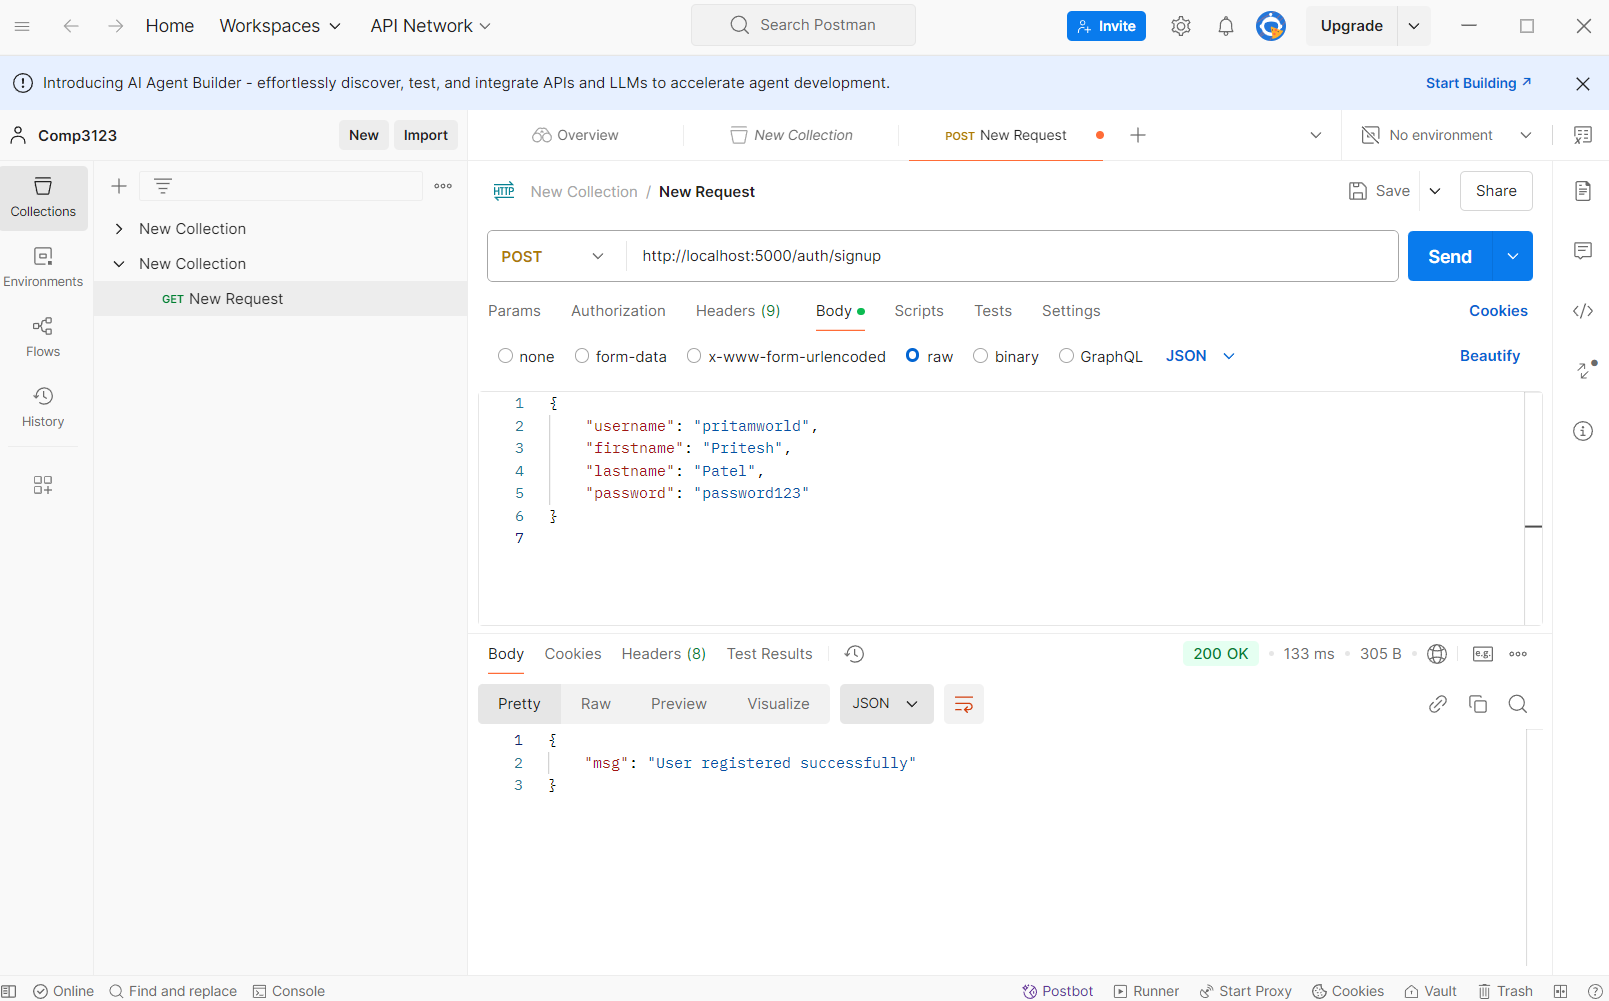 Home Workspaces API Network Search Postman Invite Upgrade
Introducing AI Agent Builder - effortlessly discover, test, and integrate APIs and LLMs to accelerate agent development. Start Building ↗
Comp3123 New Import
Overview New Collection POST New Request No environment
Collections
Environments
Flows
History
New Collection
New Collection
GET New Request
HTTP New Collection / New Request Save Share
POST http://localhost:5000/auth/signup Send
Params Authorization Headers (9) Body Scripts Tests Settings Cookies
none form-data x-www-form-urlencoded raw binary GraphQL JSON Beautify
1 {
2 "username": "pritamworld",
3 "firstname": "Pritesh",
4 "lastname": "Patel",
5 "password": "password123"
6 }
7
Body Cookies Headers (8) Test Results 200 OK • 133 ms • 305 B • e.g.
Pretty Raw Preview Visualize JSON
1 {
2 "msg": "User registered successfully"
3 }
Online Find and replace Console Postbot Runner Start Proxy Cookies Vault Trash